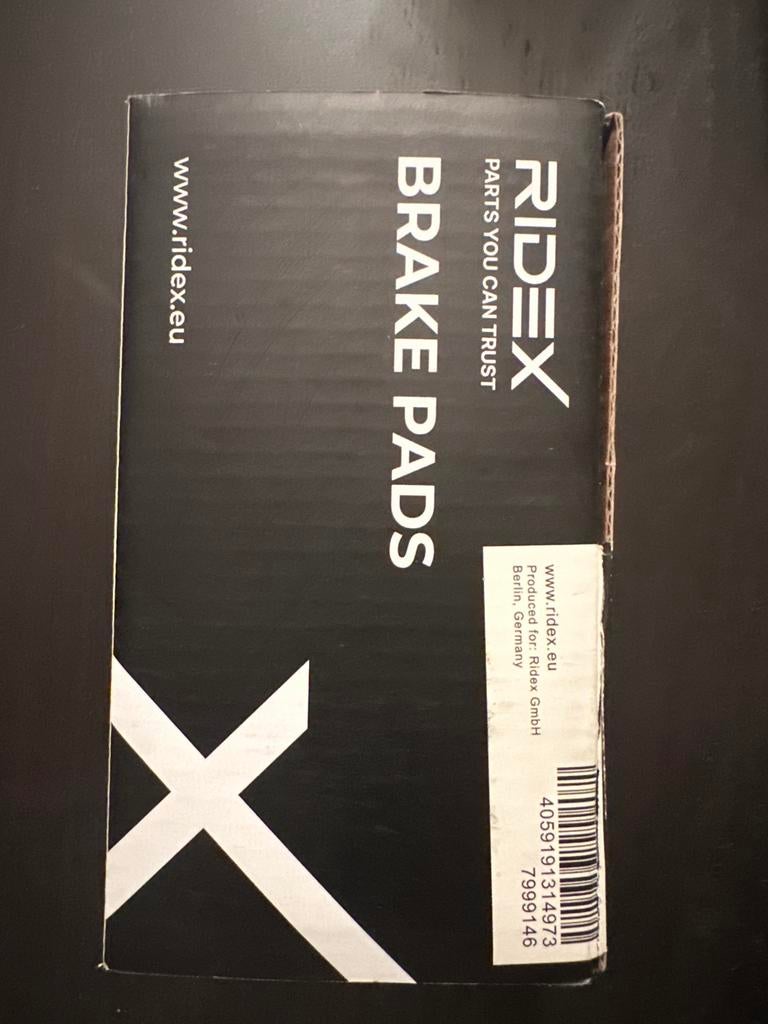 RIDEX
PARTS YOU CAN TRUST
BRAKE PADS
www.ridex.eu
www.ridex.eu
Produced for: Ridex GmbH
Berlin, Germany
4059191314973
7999146